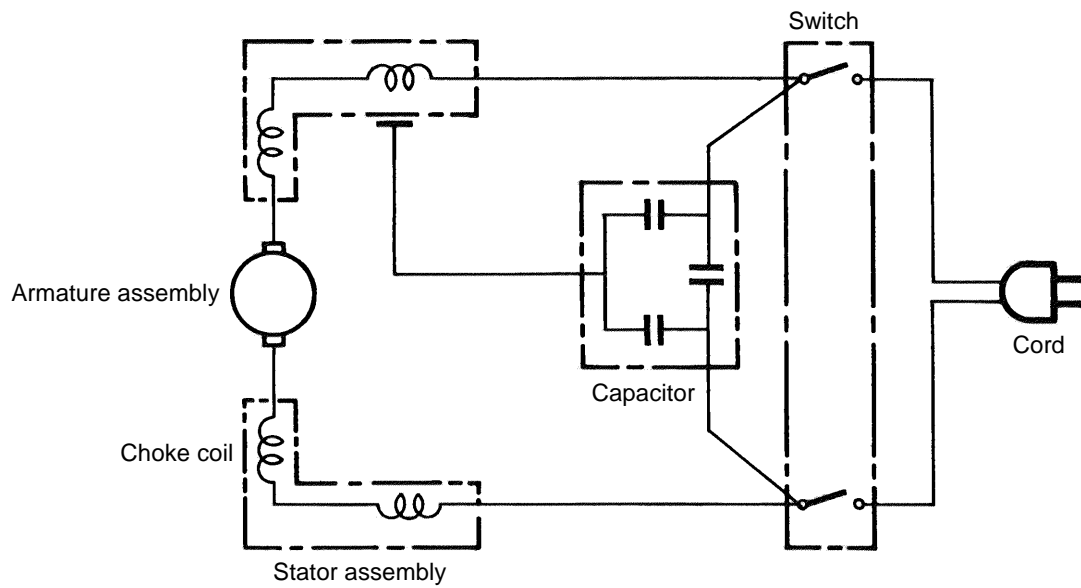 Switch
Armature assembly
Cord
Capacitor
Choke coil
Stator assembly